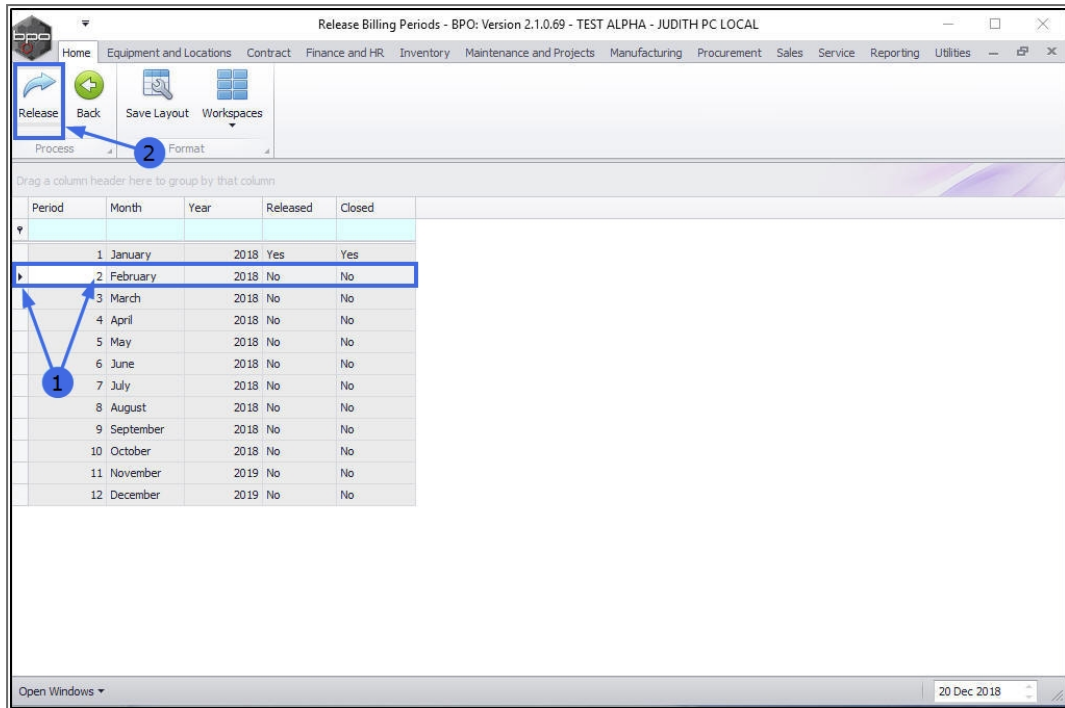 Release Billing Periods - BPO: Version 2.1.0.69 - TEST ALPHA - JUDITH PC LOCAL
bpo
Home Equipment and Locations Contract Finance and HR Inventory Maintenance and Projects Manufacturing Procurement Sales Service Reporting Utilities
Release Back Save Layout Workspaces
Process Format
2
Drag a column header here to group by that column
Period Month Year Released Closed
1 January 2018 Yes Yes
2 February 2018 No No
3 March 2018 No No
4 April 2018 No No
5 May 2018 No No
6 June 2018 No No
1
7 July 2018 No No
8 August 2018 No No
9 September 2018 No No
10 October 2018 No No
11 November 2019 No No
12 December 2019 No No
Open Windows 20 Dec 2018